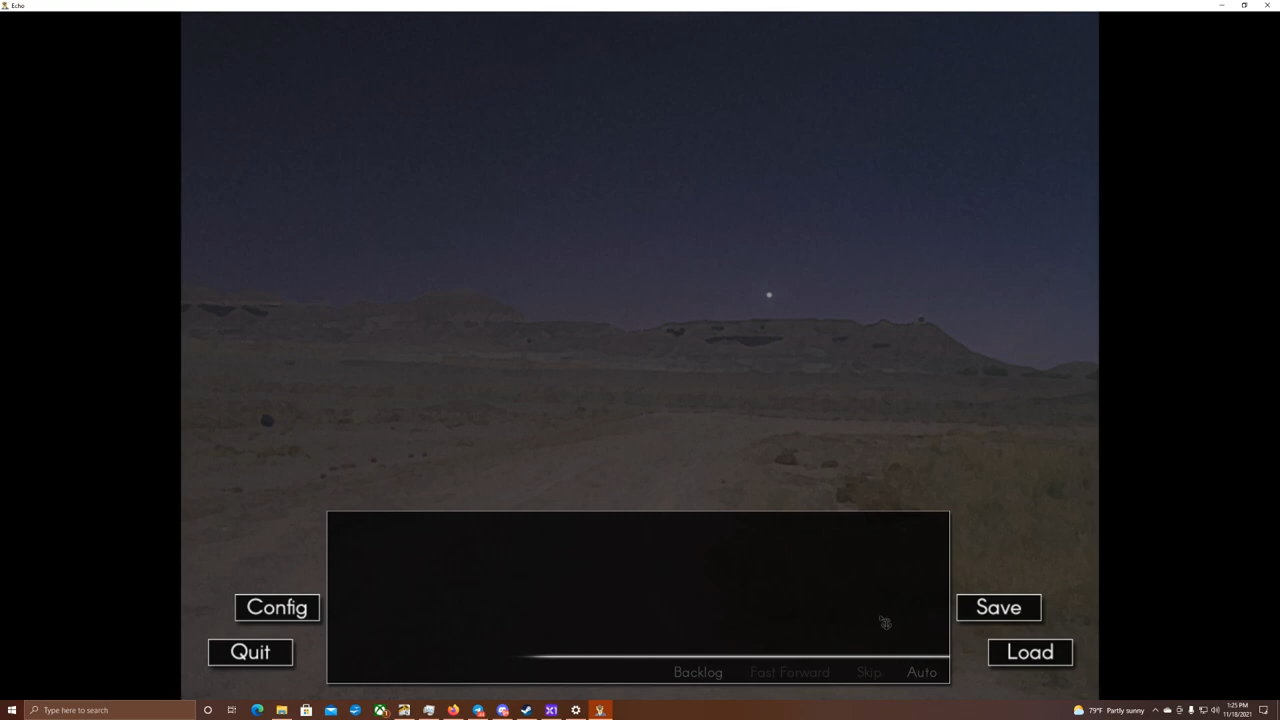 Echo
Config
Save
Quit
Load
Backlog
Fast Forward
Skip
Auto
Type here to search
79°F Partly sunny
1:25 PM
11/18/2021